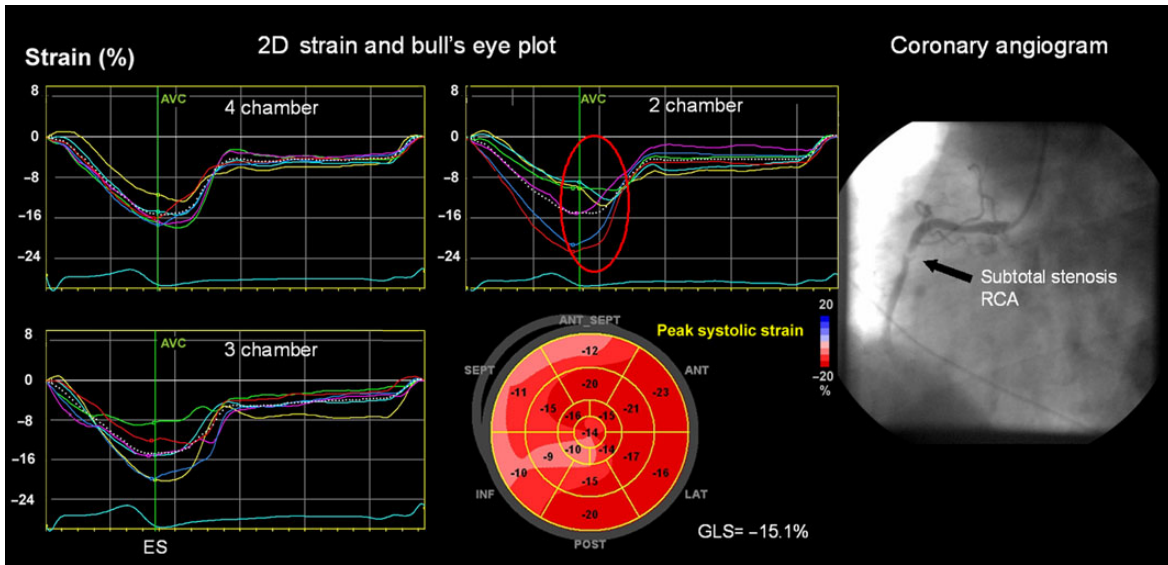 2D strain and bull's eye plot
Coronary angiogram
Strain (%)
8
0
−8
−16
−24
AVC
4 chamber
8
0
−8
−16
−24
AVC
2 chamber
Subtotal stenosis
RCA
8
0
−8
−16
−24
AVC
3 chamber
ES
Peak systolic strain
20
−20
%
ANT_SEPT
SEPT
ANT
INF
LAT
POST
-12
-11
-23
-20
-15
-21
-16
-15
-14
-9
-10
-14
-17
-10
-16
-15
-20
GLS= −15.1%